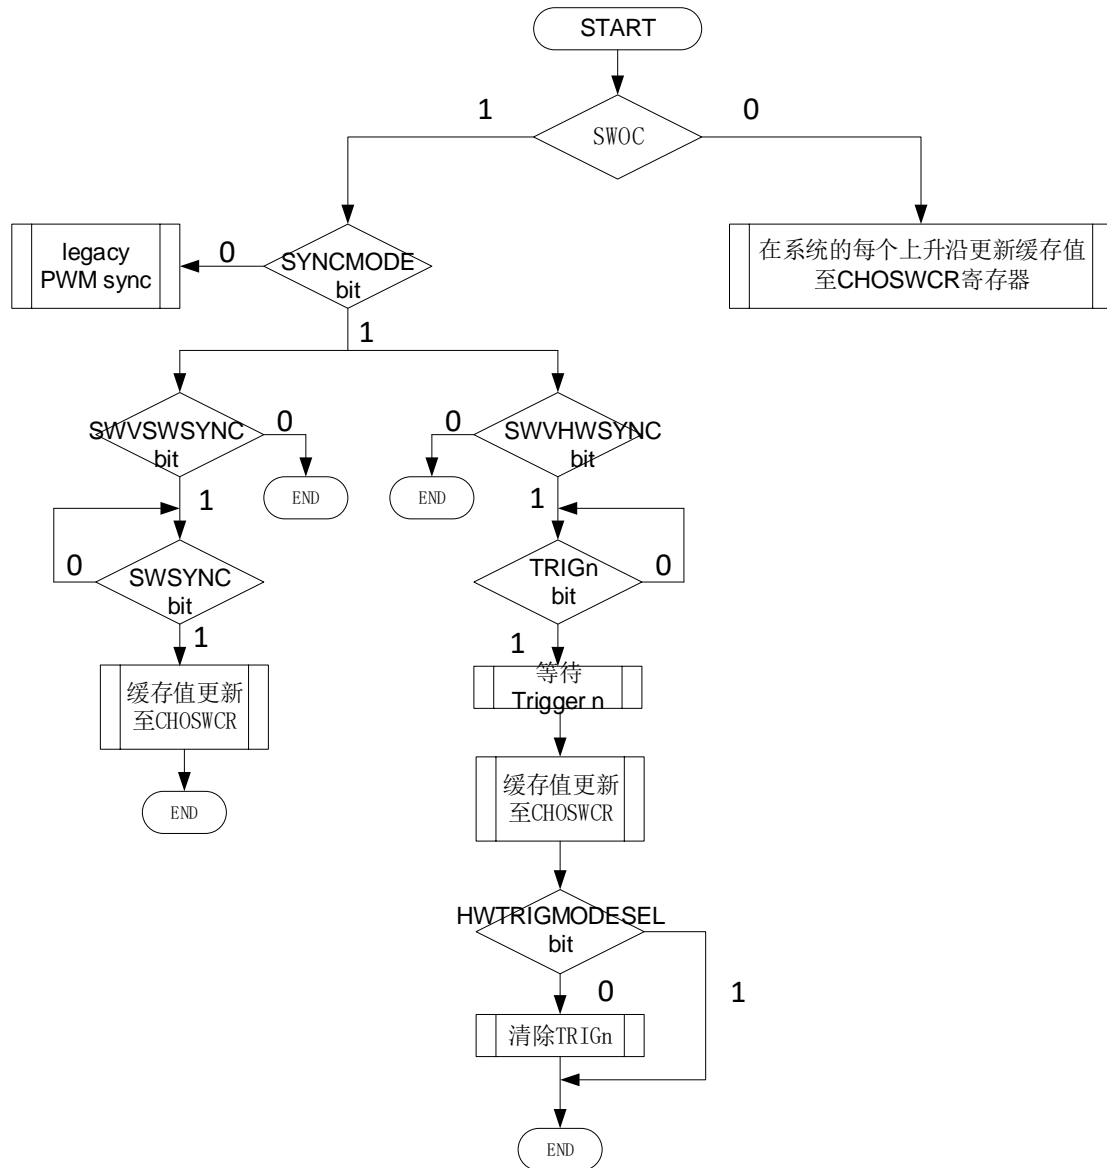 START
1
0
SWOC
legacy
PWM sync
0
SYNCMODE
bit
在系统的每个上升沿更新缓存值
至CHOSWCR寄存器
1
SWVSWSYNC
bit
0
0
SWVHWSYNC
bit
END
END
1
1
0
SWSYNC
bit
TRIGn
bit
0
1
1
缓存值更新
至CHOSWCR
等待
Trigger n
缓存值更新
至CHOSWCR
END
HWTRIGMODESEL
bit
0
1
清除TRIGn
END